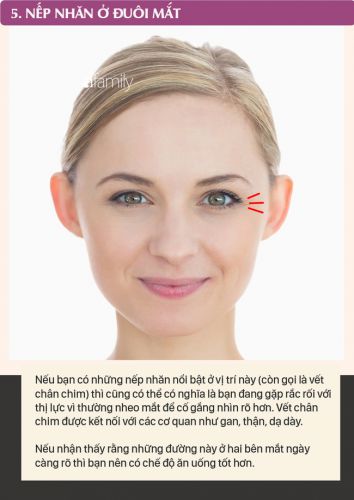 5. NẾP NHĂN Ở ĐUÔI MẮT
family
Nếu bạn có những nếp nhăn nổi bật ở vị trí này (còn gọi là vết
chân chim) thì cũng có thể có nghĩa là bạn đang gặp rắc rối với
thị lực vì thường nheo mắt để cố gắng nhìn rõ hơn. Vết chân
chim được kết nối với các cơ quan như gan, thận, dạ dày.
Nếu nhận thấy rằng những đường này ở hai bên mắt ngày
càng rõ thì bạn nên có chế độ ăn uống tốt hơn.